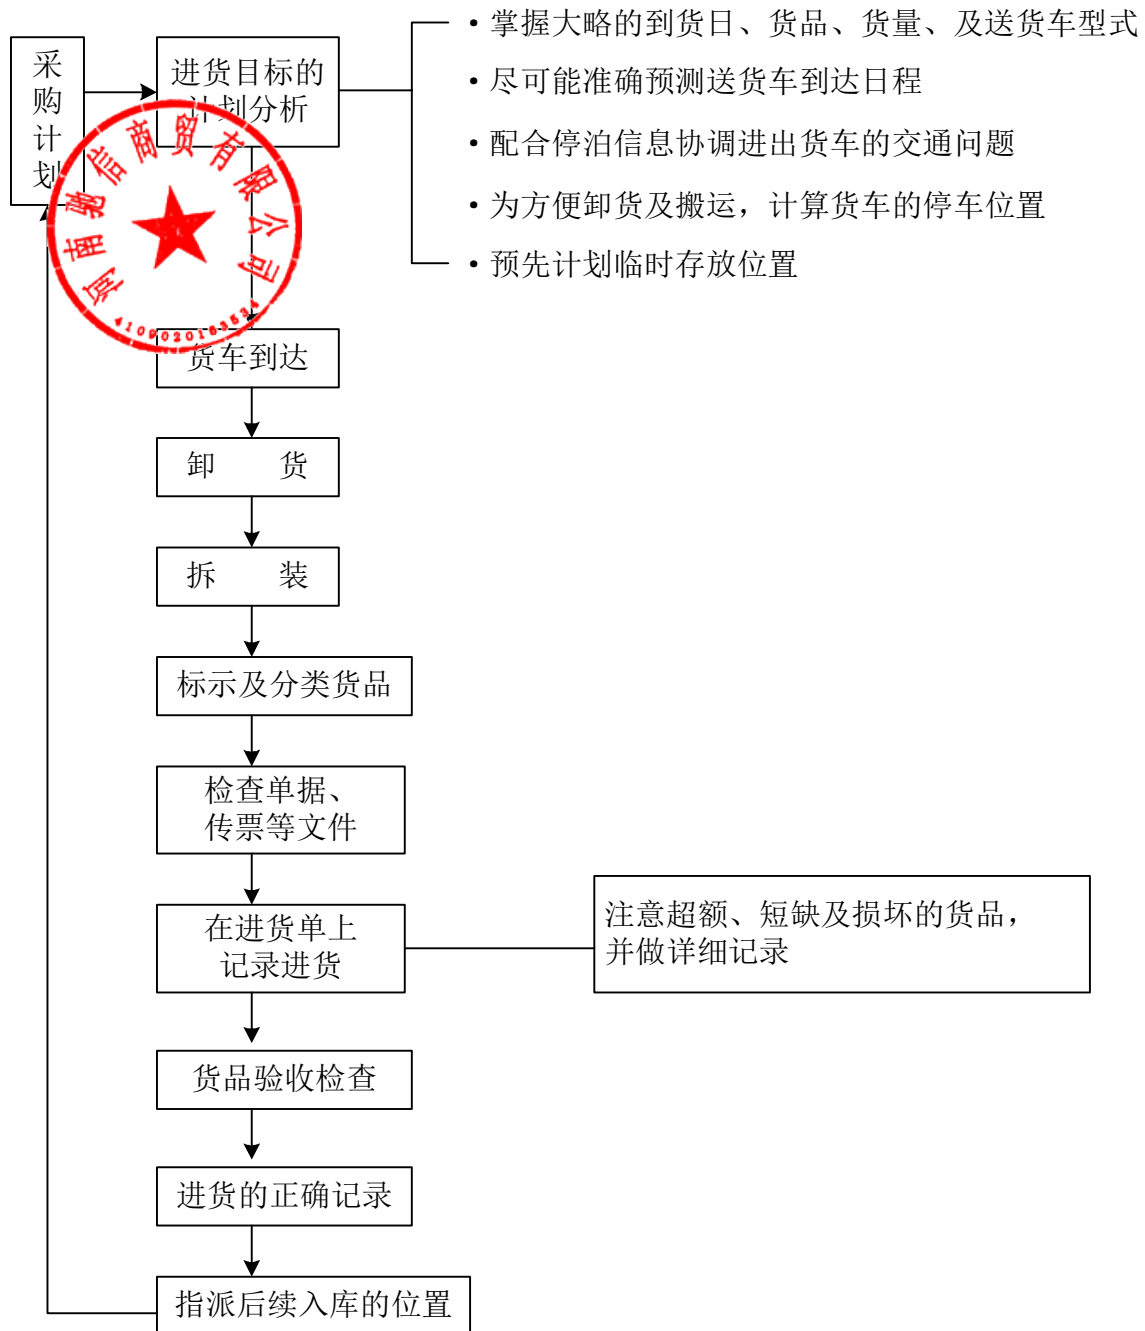 采购计划
进货目标的
计划分析
·掌握大略的到货日、货品、货量、及送货车型式
·尽可能准确预测送货车到达日程
·配合停泊信息协调进出货车的交通问题
·为方便卸货及搬运，计算货车的停车位置
·预先计划临时存放位置
河南驰信商贸有限公司
4109020163534
货车到达
卸 货
拆 装
标示及分类货品
检查单据、
传票等文件
在进货单上
记录进货
注意超额、短缺及损坏的货品，
并做详细记录
货品验收检查
进货的正确记录
指派后续入库的位置